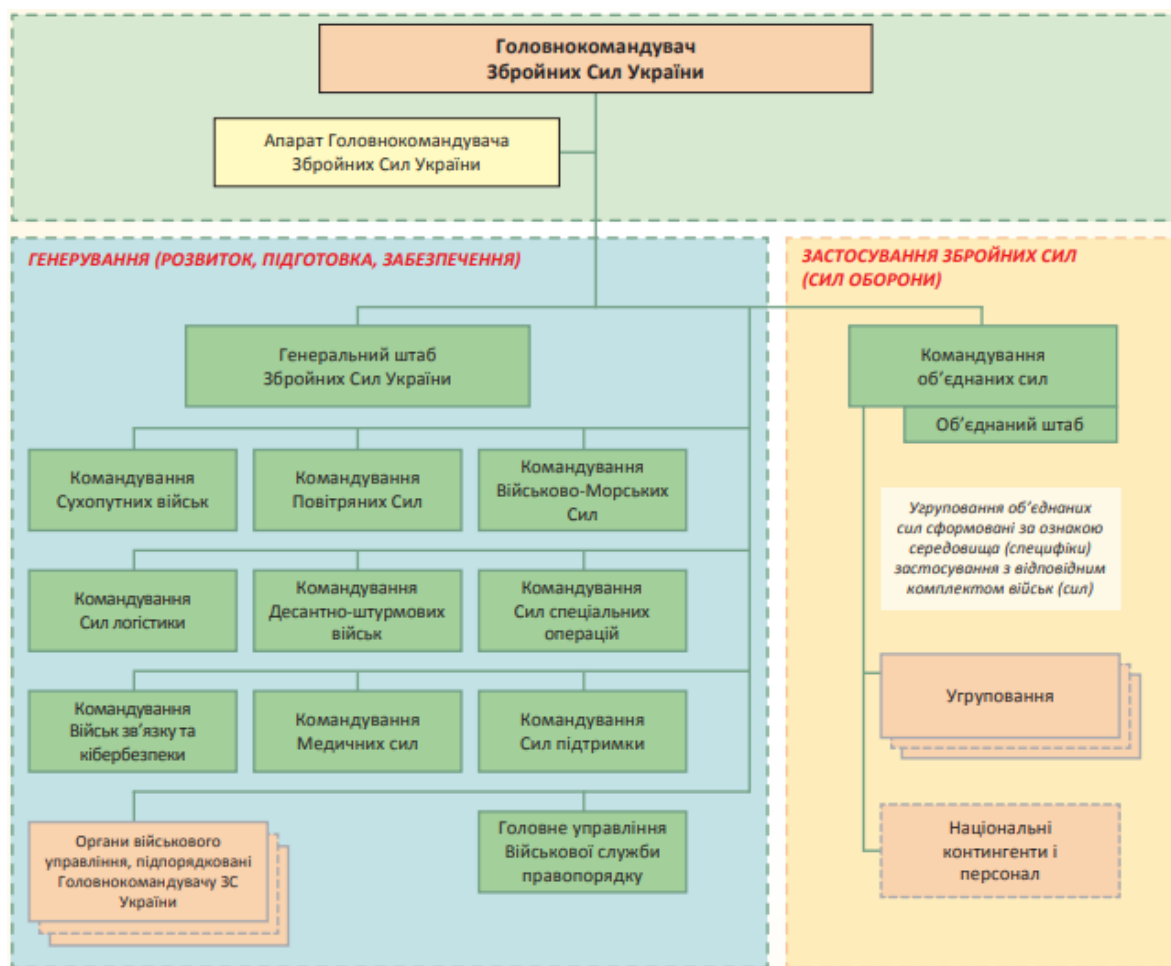 Головнокомандувач
Збройних Сил України
Апарат Головнокомандувача
Збройних Сил України
ГЕНЕРУВАННЯ (РОЗВИТОК, ПІДГОТОВКА, ЗАБЕЗПЕЧЕННЯ)
ЗАСТОСУВАННЯ ЗБРОЙНИХ СИЛ
(СИЛ ОБОРОНИ)
Генеральний штаб
Збройних Сил України
Командування
об’єднаних сил
Об’єднаний штаб
Командування
Сухопутних військ
Командування
Повітряних Сил
Командування
Військово-Морських
Сил
Угруповання об’єднаних
сил сформовані за ознакою
середовища (специфіки)
застосування з відповідним
комплектом військ (сил)
Командування
Сил логістики
Командування
Десантно-штурмових
військ
Командування
Сил спеціальних
операцій
Угруповання
Командування
Військ зв’язку та
кібербезпеки
Командування
Медичних сил
Командування
Сил підтримки
Органи військового
управління, підпорядковані
Головнокомандувачу ЗС
України
Головне управління
Військової служби
правопорядку
Національні
контингенти і
персонал